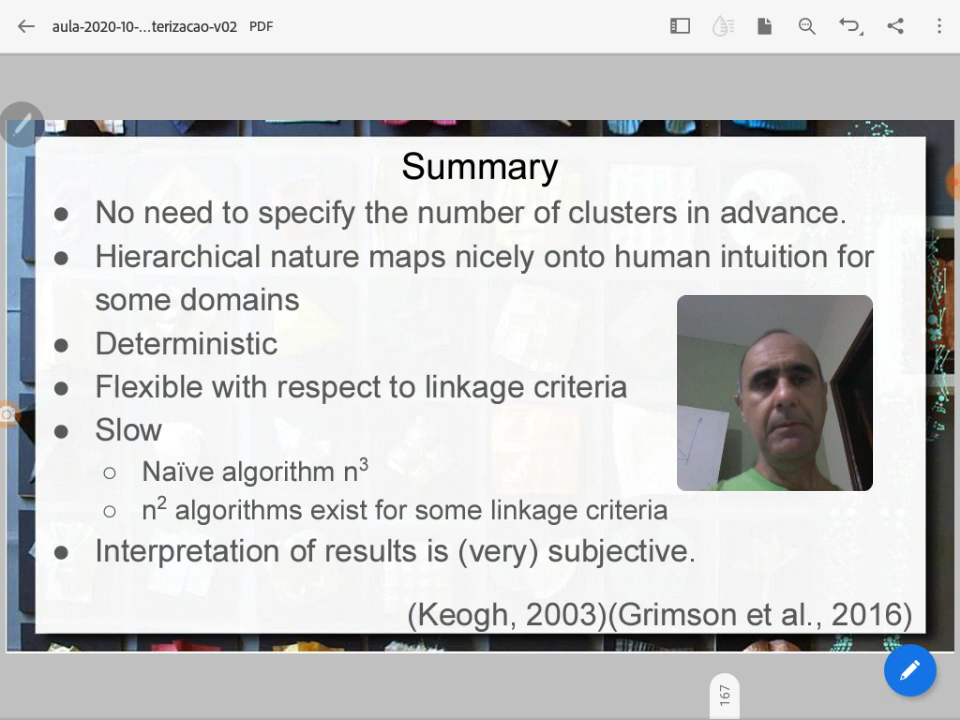 aula-2020-10-...terizacao-v02 PDF
Summary
● No need to specify the number of clusters in advance.
● Hierarchical nature maps nicely onto human intuition for
some domains
● Deterministic
● Flexible with respect to linkage criteria
● Slow
○ Naïve algorithm n³
○ n² algorithms exist for some linkage criteria
● Interpretation of results is (very) subjective.
(Keogh, 2003)(Grimson et al., 2016)
167